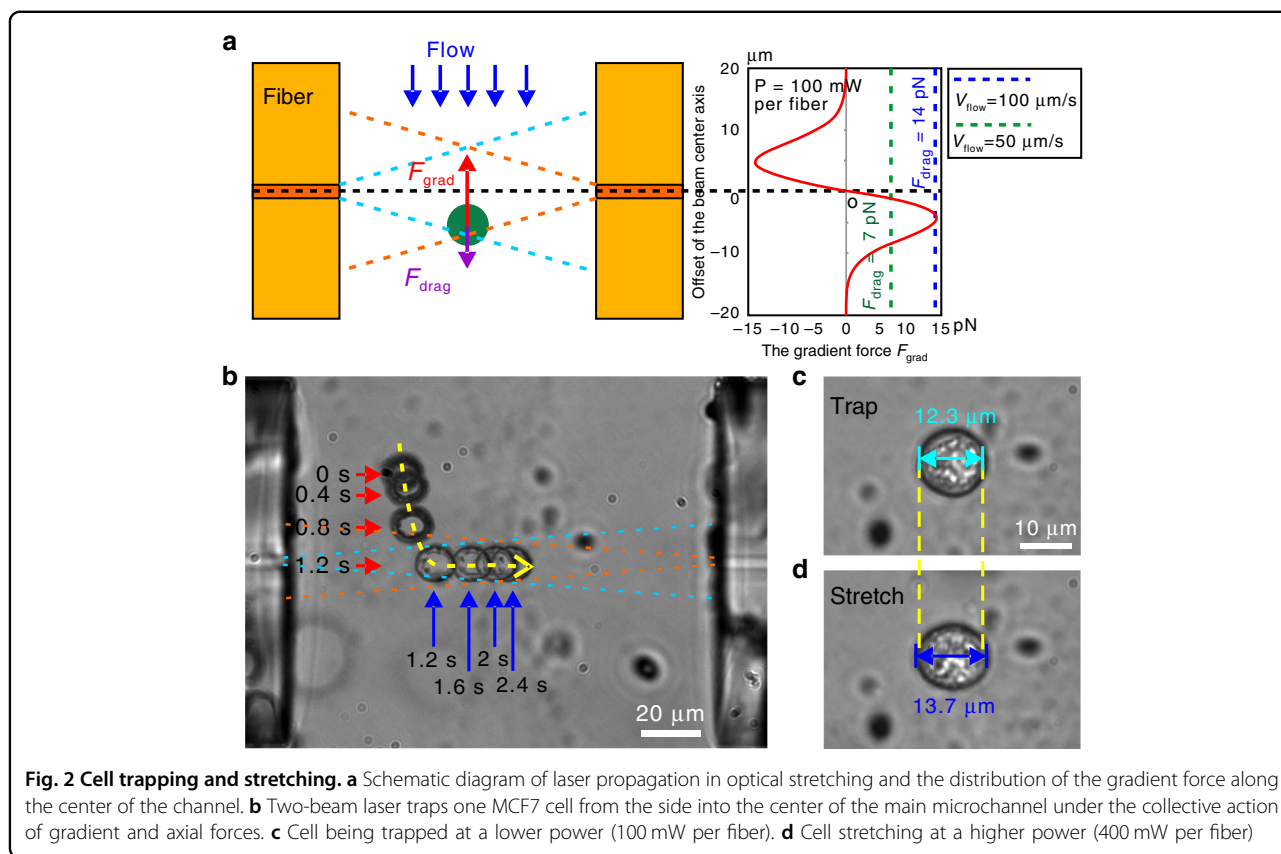 a
Flow
Fiber
F grad
F drag
μm
20
10
0
−10
−20
Offset of the beam center axis
P = 100 mW
per fiber
O
F drag = 7 pN
F drag = 14 pN
−15 −10 −5 0 5 10 15 pN
The gradient force F grad
V flow=100 μm/s
V flow=50 μm/s
b
0 s
0.4 s
0.8 s
1.2 s
1.2 s
2 s
1.6 s
2.4 s
20 μm
c
Trap
12.3 μm
10 μm
d
Stretch
13.7 μm
Fig. 2 Cell trapping and stretching. a Schematic diagram of laser propagation in optical stretching and the distribution of the gradient force along
the center of the channel. b Two-beam laser traps one MCF7 cell from the side into the center of the main microchannel under the collective action
of gradient and axial forces. c Cell being trapped at a lower power (100 mW per fiber). d Cell stretching at a higher power (400 mW per fiber)